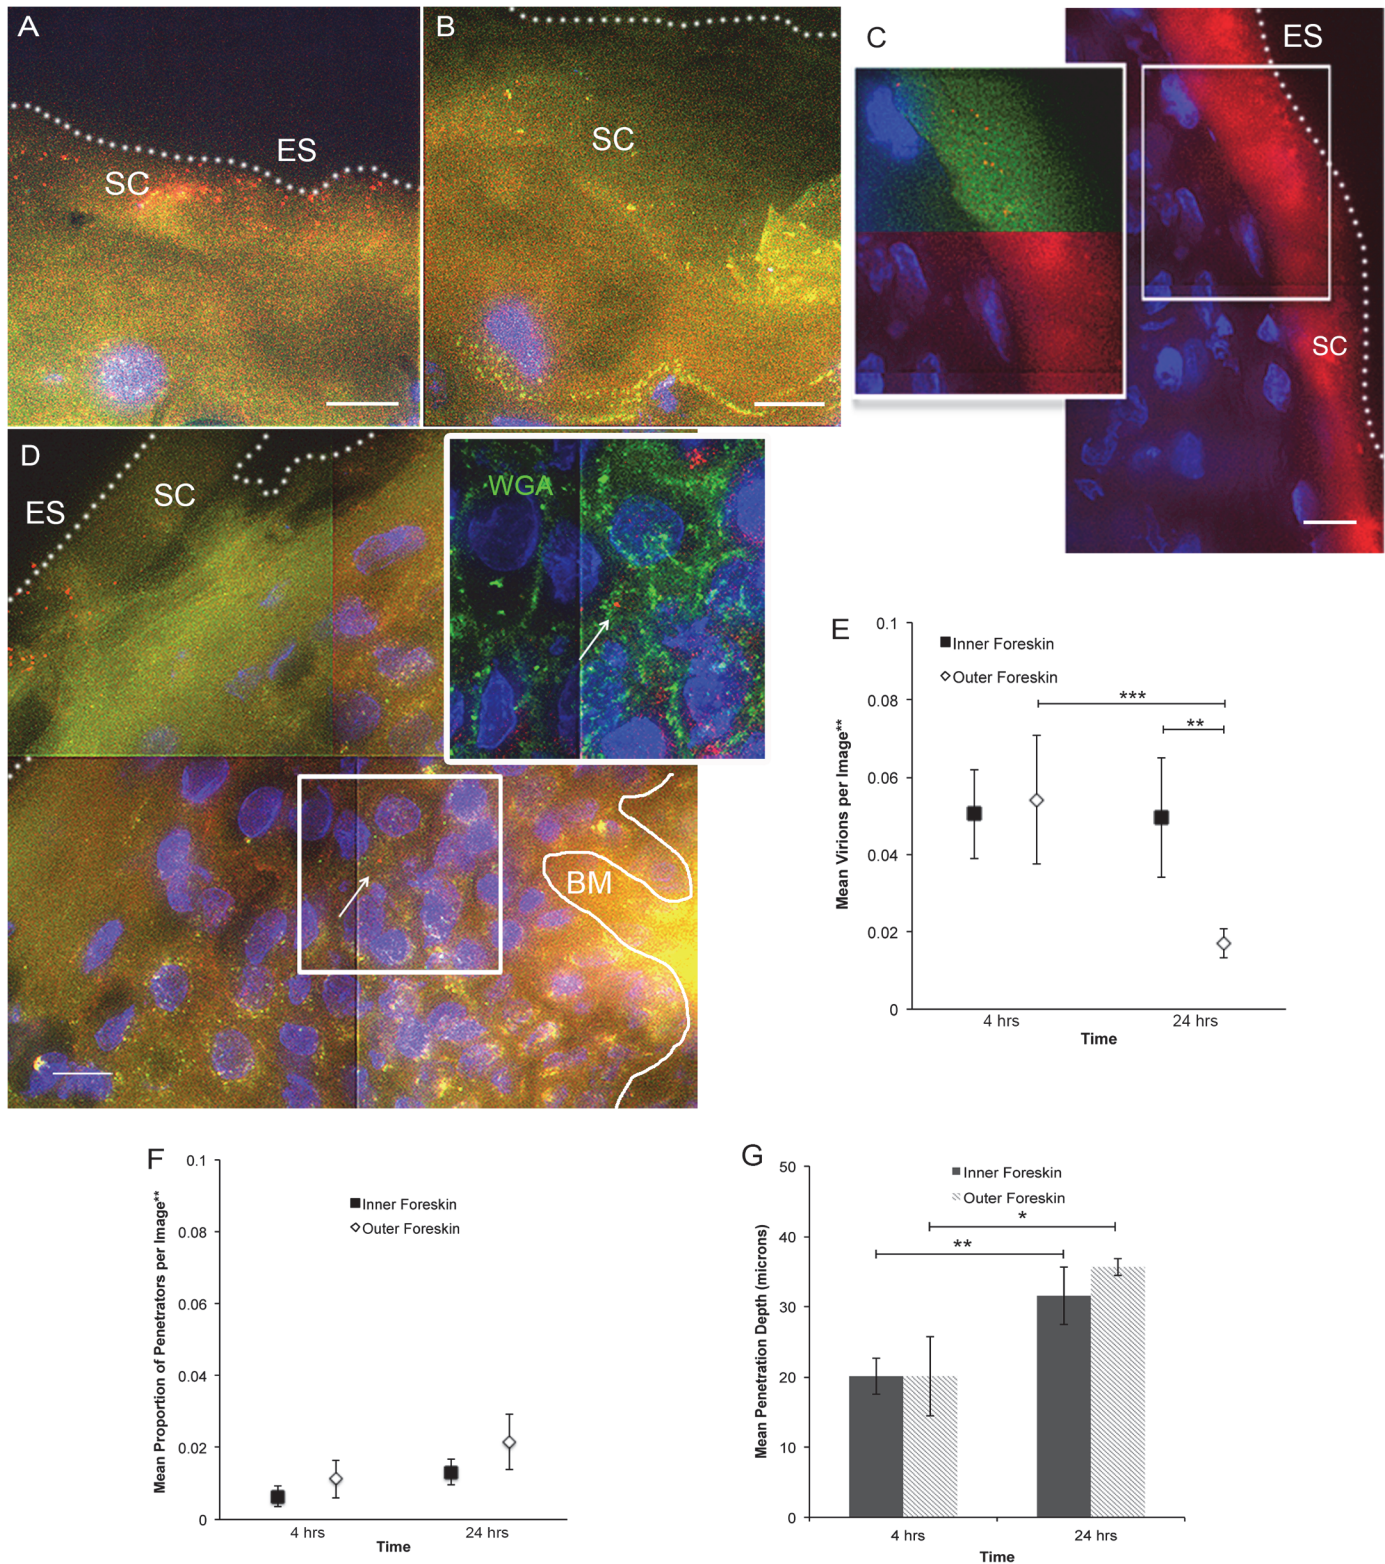 A
ES
SC
B
SC
C
ES
SC
D
ES
SC
WGA
BM
E
0.1
0.08
0.06
0.04
0.02
0
Mean Virions per Image**
■ Inner Foreskin
◇ Outer Foreskin
***
**
4 hrs
24 hrs
Time
F
0.1
0.08
0.06
0.04
0.02
0
Mean Proportion of Penetrators per Image**
■ Inner Foreskin
◇ Outer Foreskin
4 hrs
24 hrs
Time
G
50
40
30
20
10
0
Mean Penetration Depth (microns)
Inner Foreskin
Outer Foreskin
*
**
4 hrs
24 hrs
Time